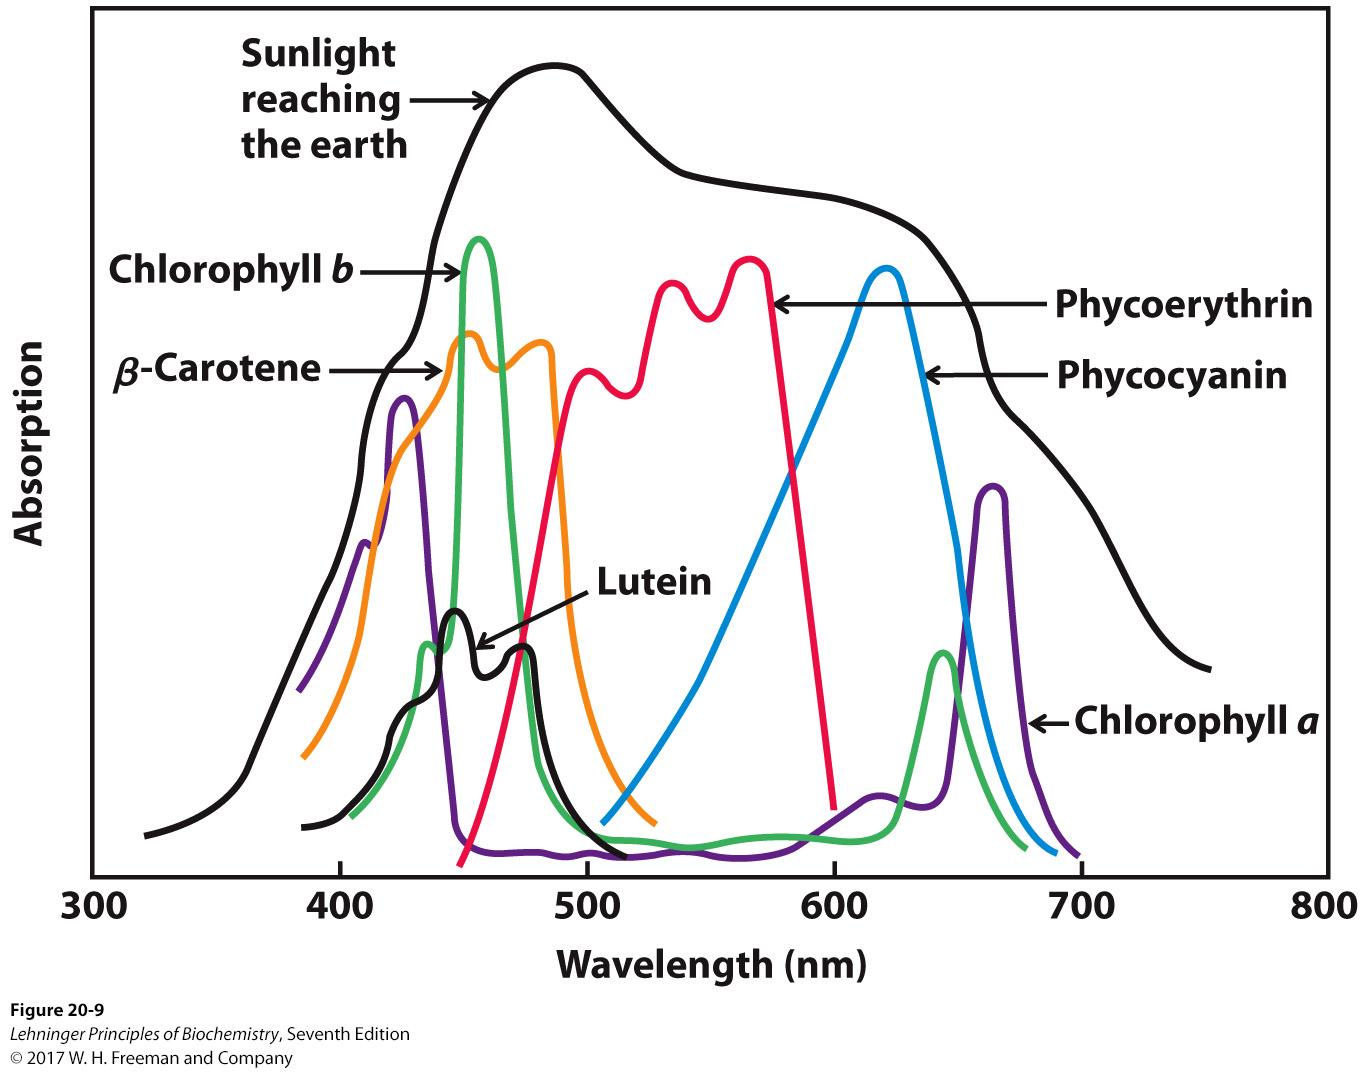 Sunlight
reaching
the earth
Chlorophyll b
β-Carotene
Phycoerythrin
Phycocyanin
Lutein
Chlorophyll a
Absorption
300 400 500 600 700 800
Wavelength (nm)
Figure 20-9
Lehninger Principles of Biochemistry, Seventh Edition
© 2017 W. H. Freeman and Company